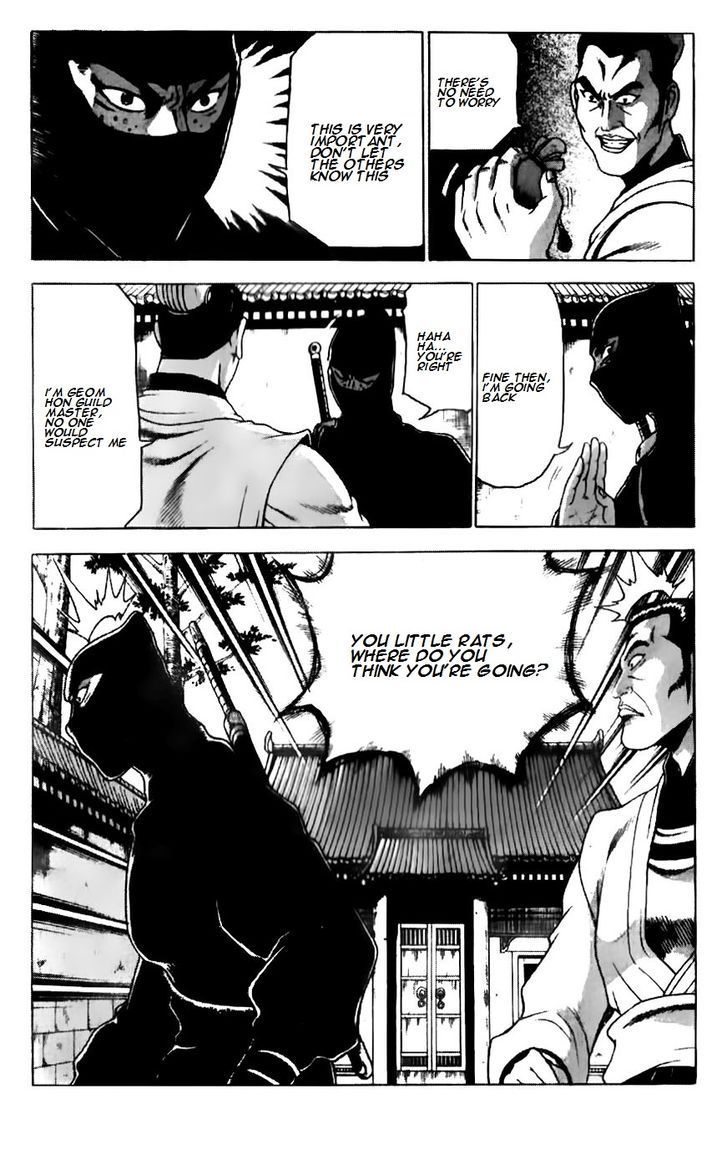 THIS IS VERY
IMPORTANT,
DON'T LET
THE OTHERS
KNOW THIS
THERE'S
NO NEED
TO WORRY
I'M GEOM
HON GUILD
MASTER,
NO ONE
WOULD
SUSPECT ME
HAHA
HA...
YOU'RE
RIGHT
FINE THEN,
I'M GOING
BACK
YOU LITTLE RATS,
WHERE DO YOU
THINK YOU'RE GOING?